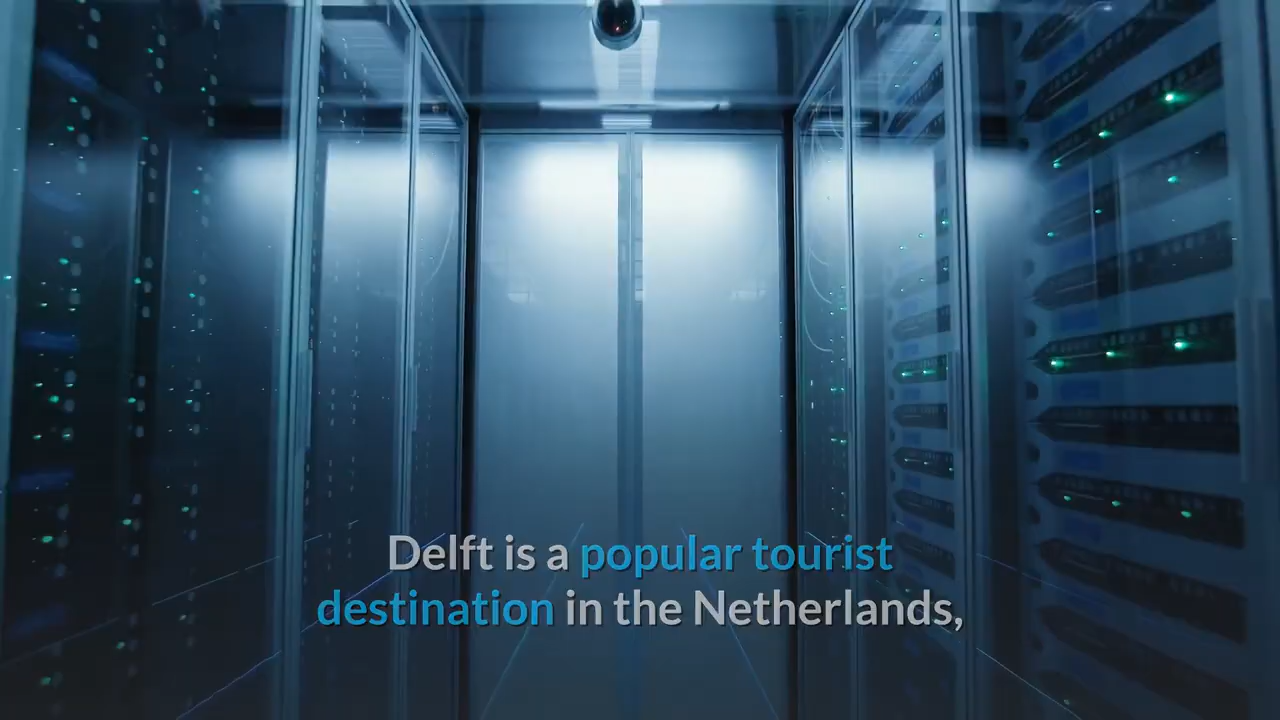 Delft is a popular tourist
destination in the Netherlands,